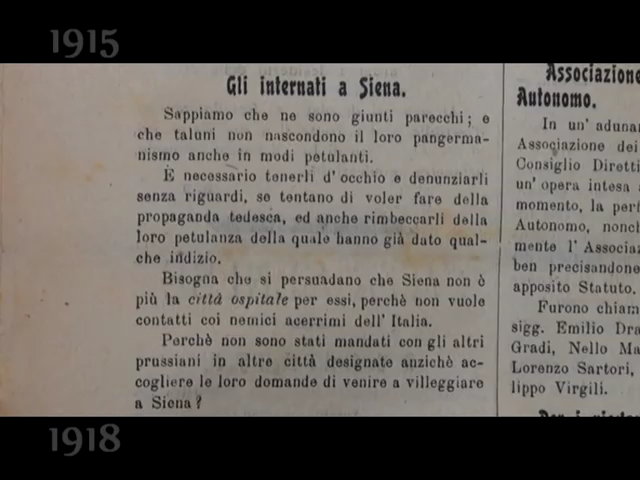 1915
Gli internati a Siena.
Sappiamo che ne sono giunti parecchi; e
che taluni non nascondono il loro pangerma-
nismo anche in modi petulanti.
È necessario tenerli d' occhio e denunziarli
senza riguardi, se tentano di voler fare della
propaganda tedesca, ed anche rimbeccarli della
loro petulanza della quale hanno già dato qual-
che indizio.
Bisogna che si persuadano che Siena non è
più la città ospitale per essi, perchè non vuole
contatti coi nemici acerrimi dell' Italia.
Perchè non sono stati mandati con gli altri
prussiani in altre città designate anzichè ac-
cogliere le loro domande di venire a villeggiare
a Siena?
Associazione
Autonomo.
In un' adunan
Associazione dei
Consiglio Diretti
un' opera intesa
momento, la perf
Autonomo, nonch
mente l' Associaz
ben precisandone
apposito Statuto.
Furono chiam
sigg. Emilio Dra
Gradi, Nello Ma
Lorenzo Sartori,
lippo Virgili.
1918